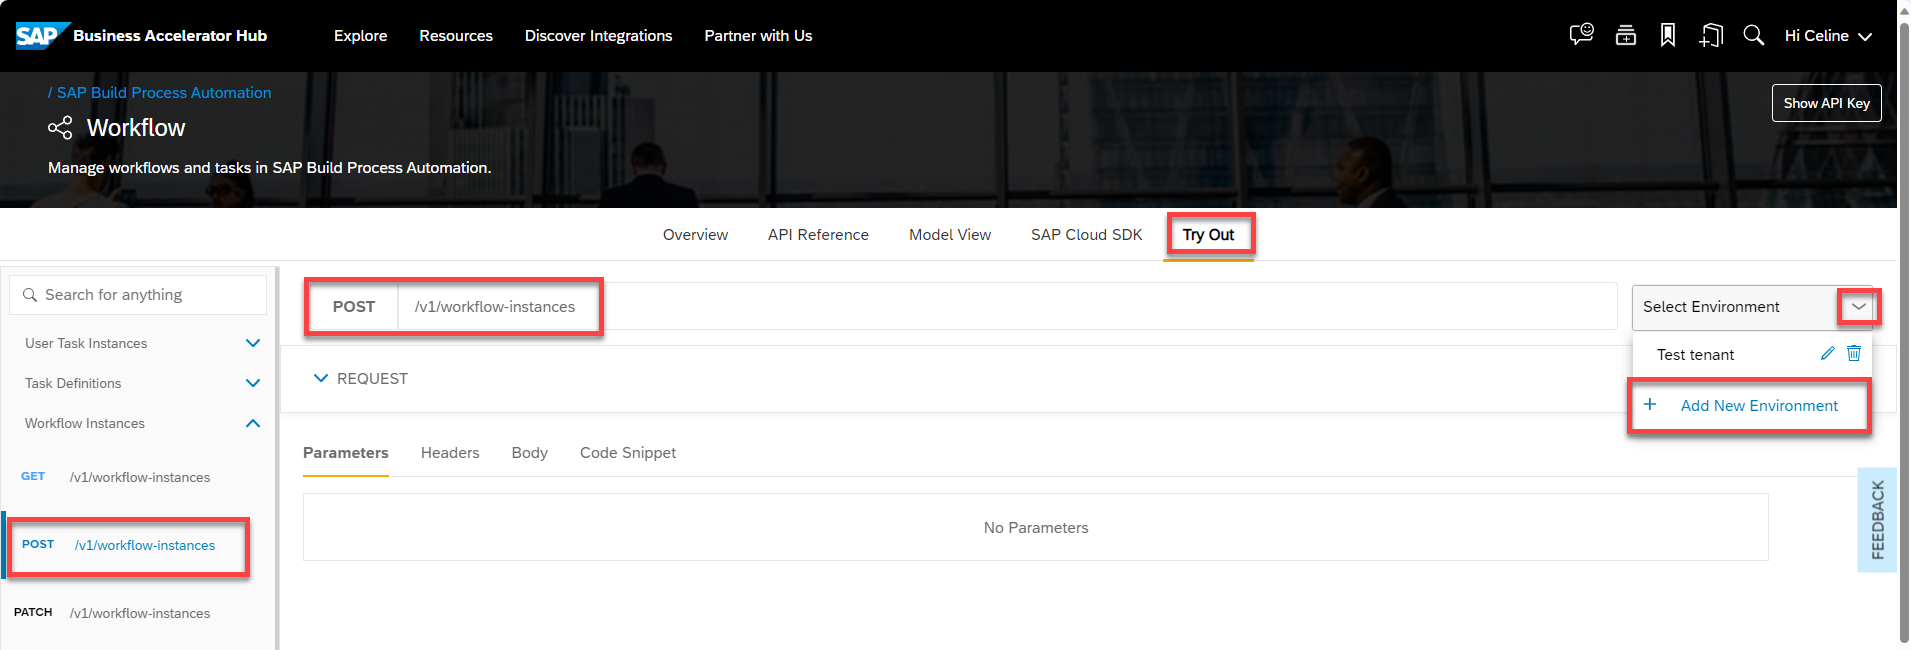 SAP Business Accelerator Hub
Explore
Resources
Discover Integrations
Partner with Us
Hi Celine
/ SAP Build Process Automation
Workflow
Manage workflows and tasks in SAP Build Process Automation.
Show API Key
Overview
API Reference
Model View
SAP Cloud SDK
Try Out
Search for anything
User Task Instances
Task Definitions
Workflow Instances
GET /v1/workflow-instances
POST /v1/workflow-instances
PATCH /v1/workflow-instances
POST /v1/workflow-instances
Select Environment
Test tenant
+ Add New Environment
REQUEST
Parameters
Headers
Body
Code Snippet
No Parameters
FEEDBACK